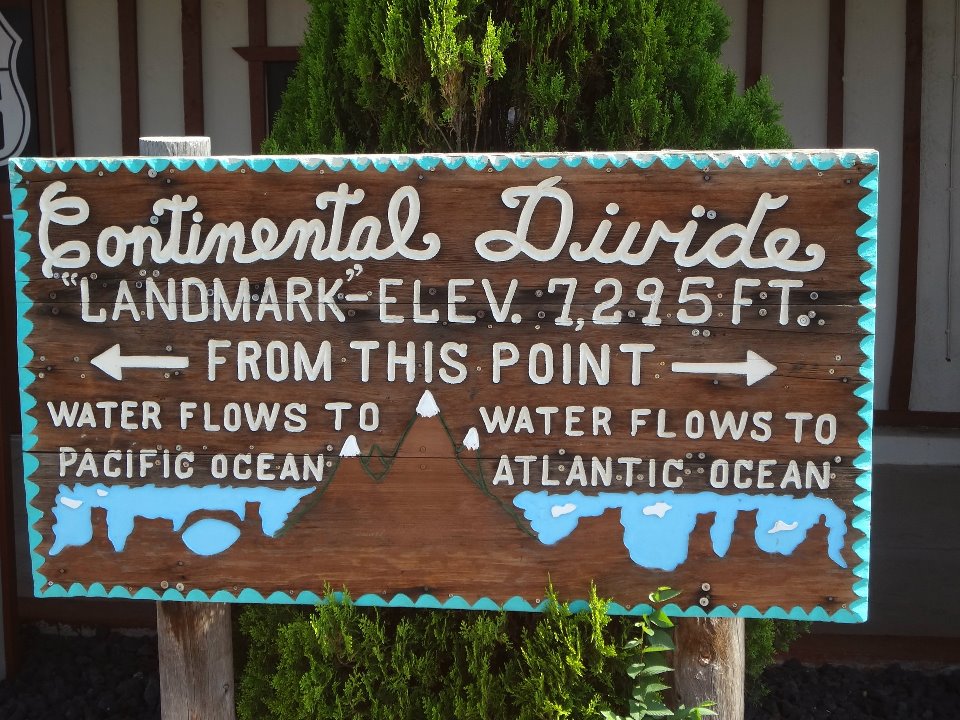 Continental Divide
"LANDMARK"-ELEV. 7,295 FT.
FROM THIS POINT
WATER FLOWS TO
PACIFIC OCEAN
WATER FLOWS TO
ATLANTIC OCEAN